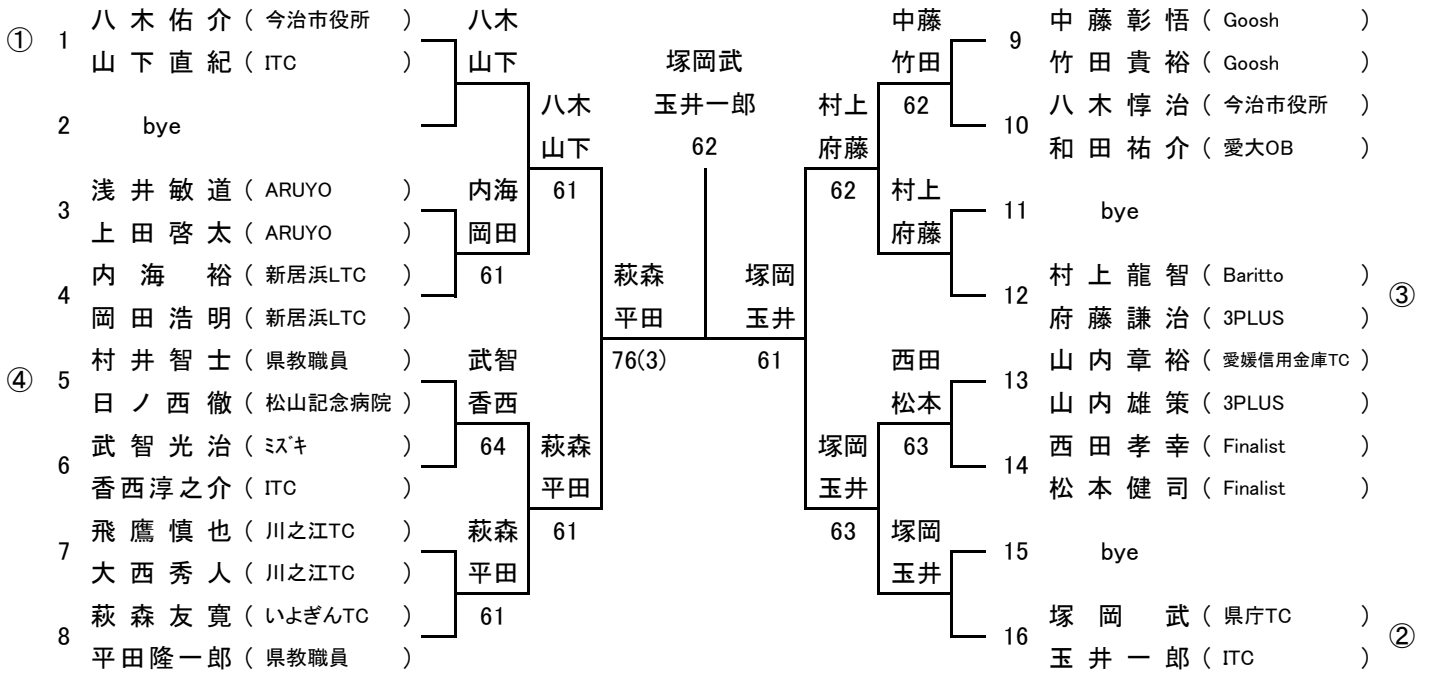 ① 1 八木佑介 ( 今治市役所 )
山下直紀 ( ITC )
2 bye
3 浅井敏道 ( ARUYO )
上田啓太 ( ARUYO )
4 内海裕 ( 新居浜LTC )
岡田浩明 ( 新居浜LTC )
④ 5 村井智士 ( 県教職員 )
日ノ西徹 ( 松山記念病院 )
6 武智光治 ( ミズキ )
香西淳之介 ( ITC )
7 飛鷹慎也 ( 川之江TC )
大西秀人 ( 川之江TC )
8 萩森友寛 ( いよぎんTC )
平田隆一郎 ( 県教職員 )
八木
山下
内海
岡田
61
武智
香西
64
萩森
平田
61
八木
山下
61
萩森
平田
61
萩森
平田
76(3)
塚岡武
玉井一郎
62
塚岡
玉井
61
村上
府藤
62
塚岡
玉井
63
中藤
竹田
62
村上
府藤
西田
松本
63
塚岡
玉井
9 中藤彰悟 ( Goosh )
竹田貴裕 ( Goosh )
10 八木惇治 ( 今治市役所 )
和田祐介 ( 愛大OB )
11 bye
12 村上龍智 ( Baritto ) ③
府藤謙治 ( 3PLUS )
13 山内章裕 ( 愛媛信用金庫TC )
山内雄策 ( 3PLUS )
14 西田孝幸 ( Finalist )
松本健司 ( Finalist )
15 bye
16 塚岡武 ( 県庁TC ) ②
玉井一郎 ( ITC )